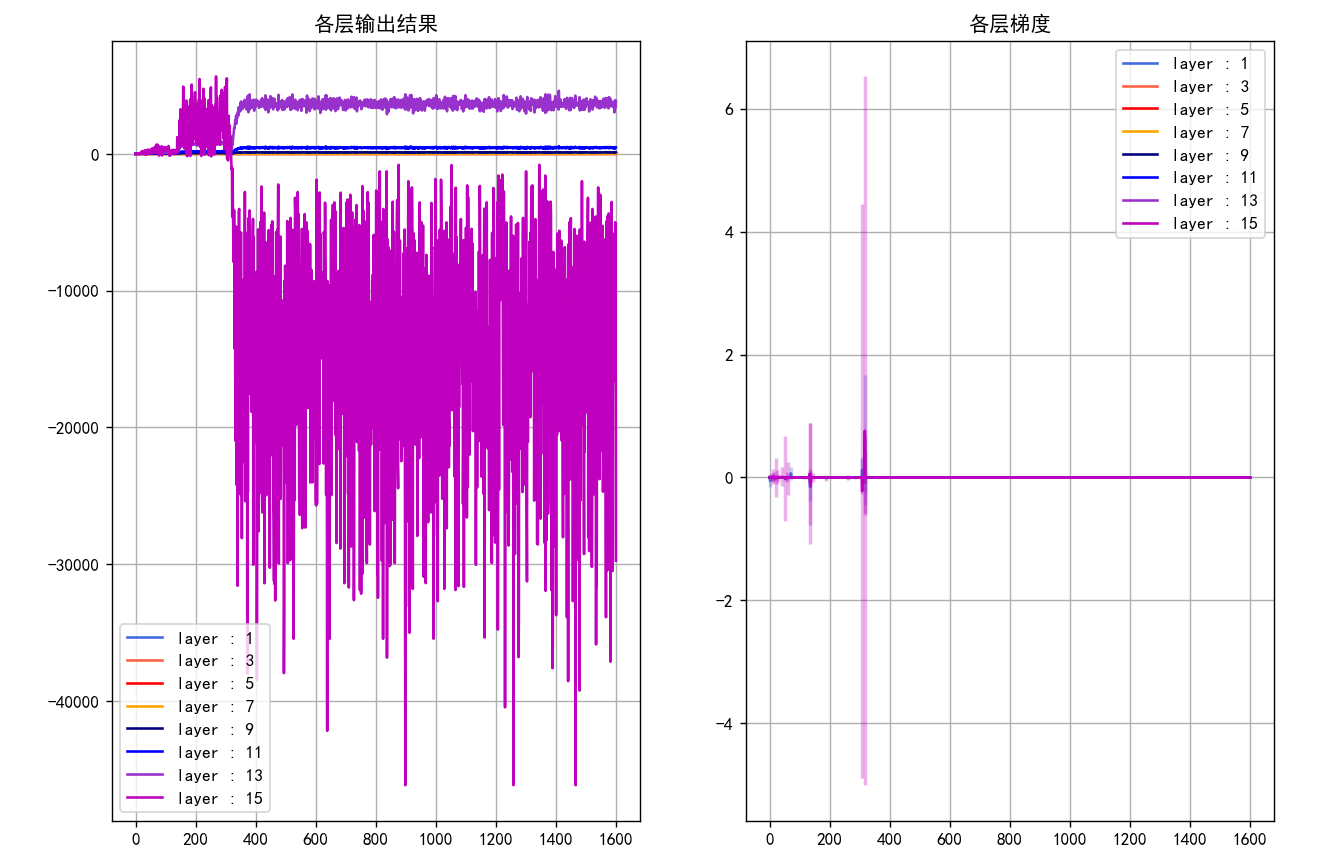 各层输出结果
0
−10000
−20000
−30000
−40000
layer : 1
layer : 3
layer : 5
layer : 7
layer : 9
layer : 11
layer : 13
layer : 15
0 200 400 600 800 1000 1200 1400 1600
各层梯度
6
4
2
0
−2
−4
layer : 1
layer : 3
layer : 5
layer : 7
layer : 9
layer : 11
layer : 13
layer : 15
0 200 400 600 800 1000 1200 1400 1600